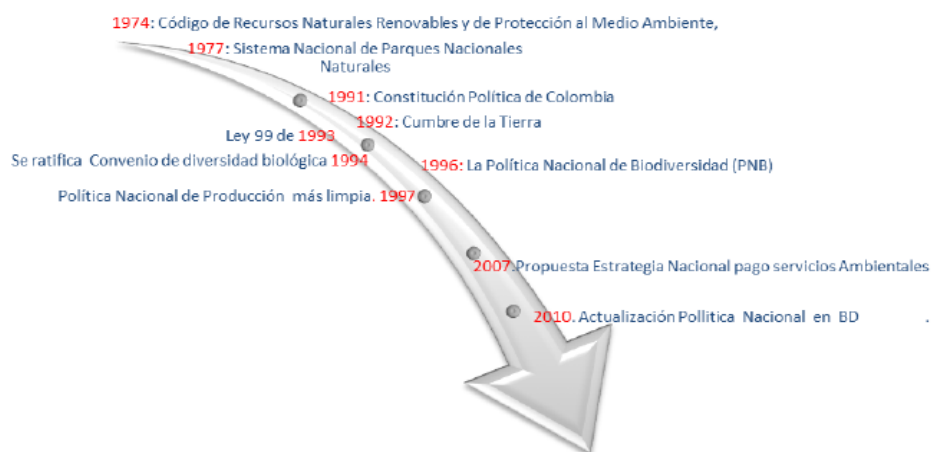 1974: Código de Recursos Naturales Renovables y de Protección al Medio Ambiente,
1977: Sistema Nacional de Parques Nacionales
Naturales
1991: Constitución Política de Colombia
1992: Cumbre de la Tierra
Ley 99 de 1993
Se ratifica Convenio de diversidad biológica 1994
1996: La Política Nacional de Biodiversidad (PNB)
Política Nacional de Producción más limpia. 1997
2007.Propuesta Estrategia Nacional pago servicios Ambientales
2010. Actualización Pollitica Nacional en BD .